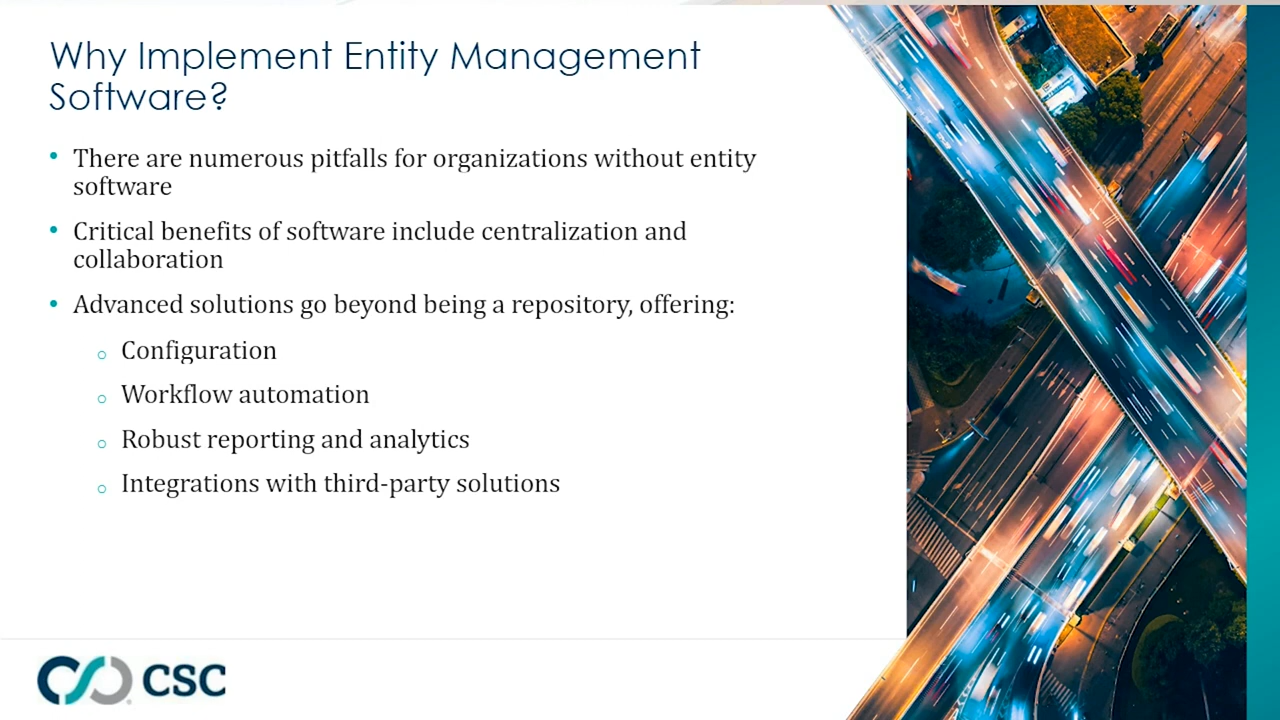 Why Implement Entity Management
Software?
• There are numerous pitfalls for organizations without entity
software
• Critical benefits of software include centralization and
collaboration
• Advanced solutions go beyond being a repository, offering:
o Configuration
o Workflow automation
o Robust reporting and analytics
o Integrations with third-party solutions
CSC